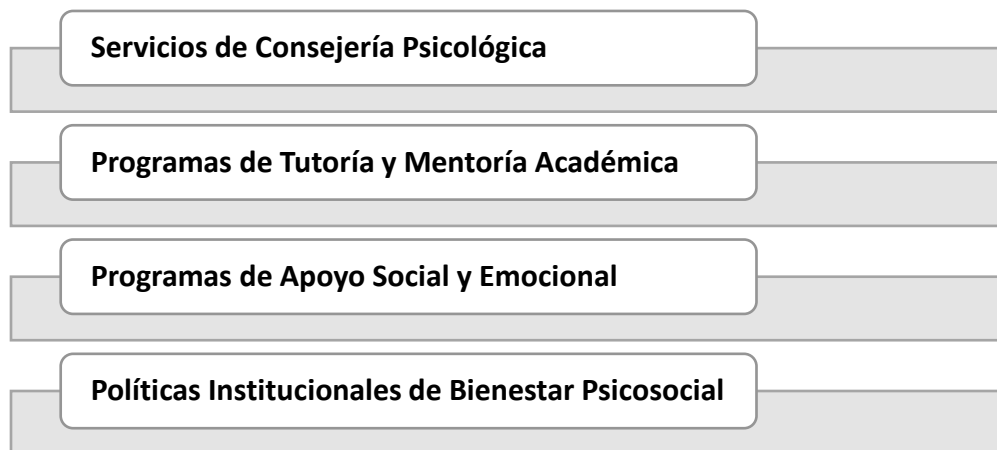 Servicios de Consejería Psicológica
Programas de Tutoría y Mentoría Académica
Programas de Apoyo Social y Emocional
Políticas Institucionales de Bienestar Psicosocial